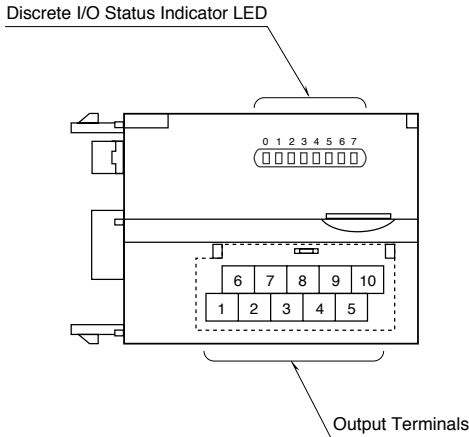 Discrete I/O Status Indicator LED
0 1 2 3 4 5 6 7
6 7 8 9 10
1 2 3 4 5
Output Terminals